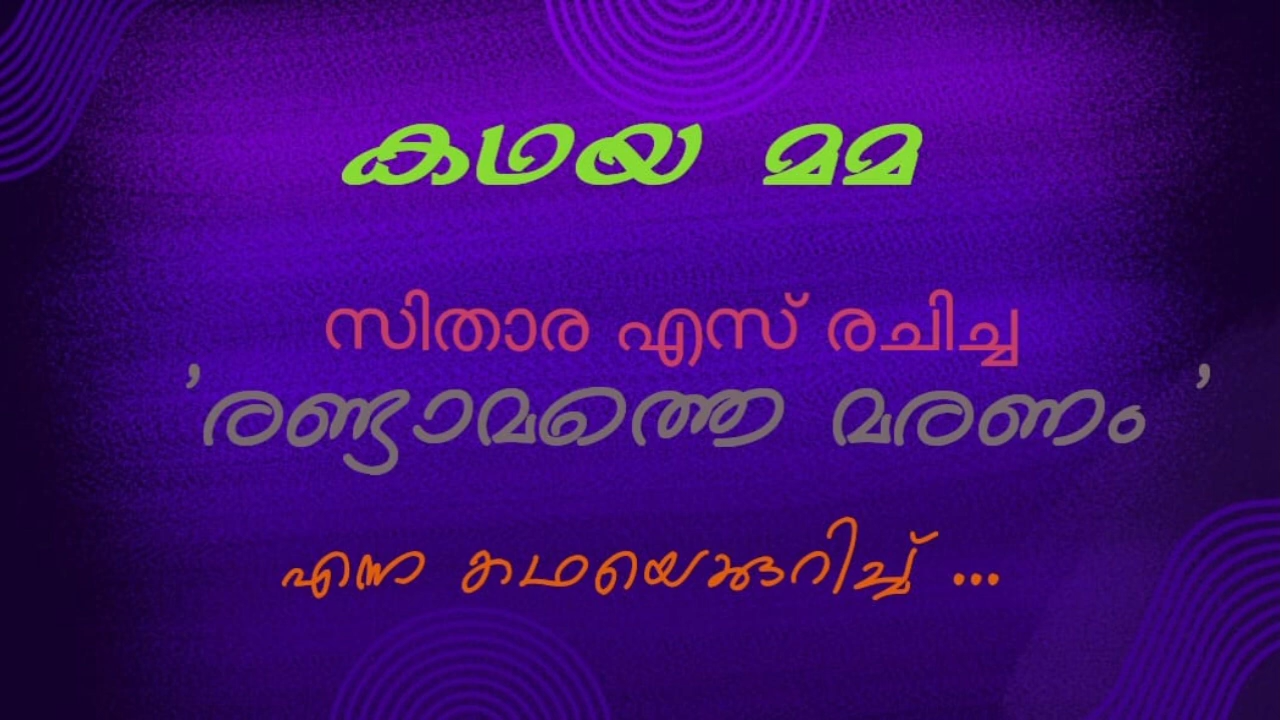 കഥയ മമ
സിതാര എസ് രചിച്ച
’രണ്ടാമത്തെ മരണം ’
എന്ന കഥയെക്കുറിച്ച് ...